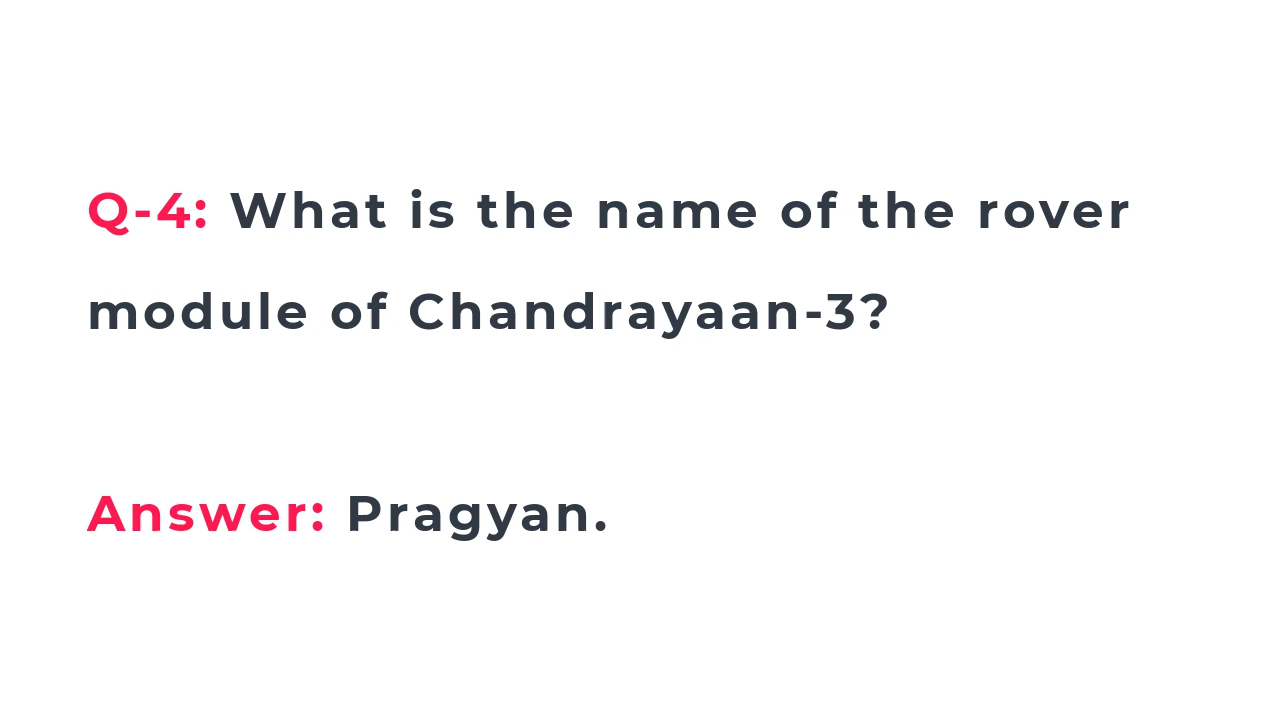 Q-4: What is the name of the rover
module of Chandrayaan-3?
Answer: Pragyan.